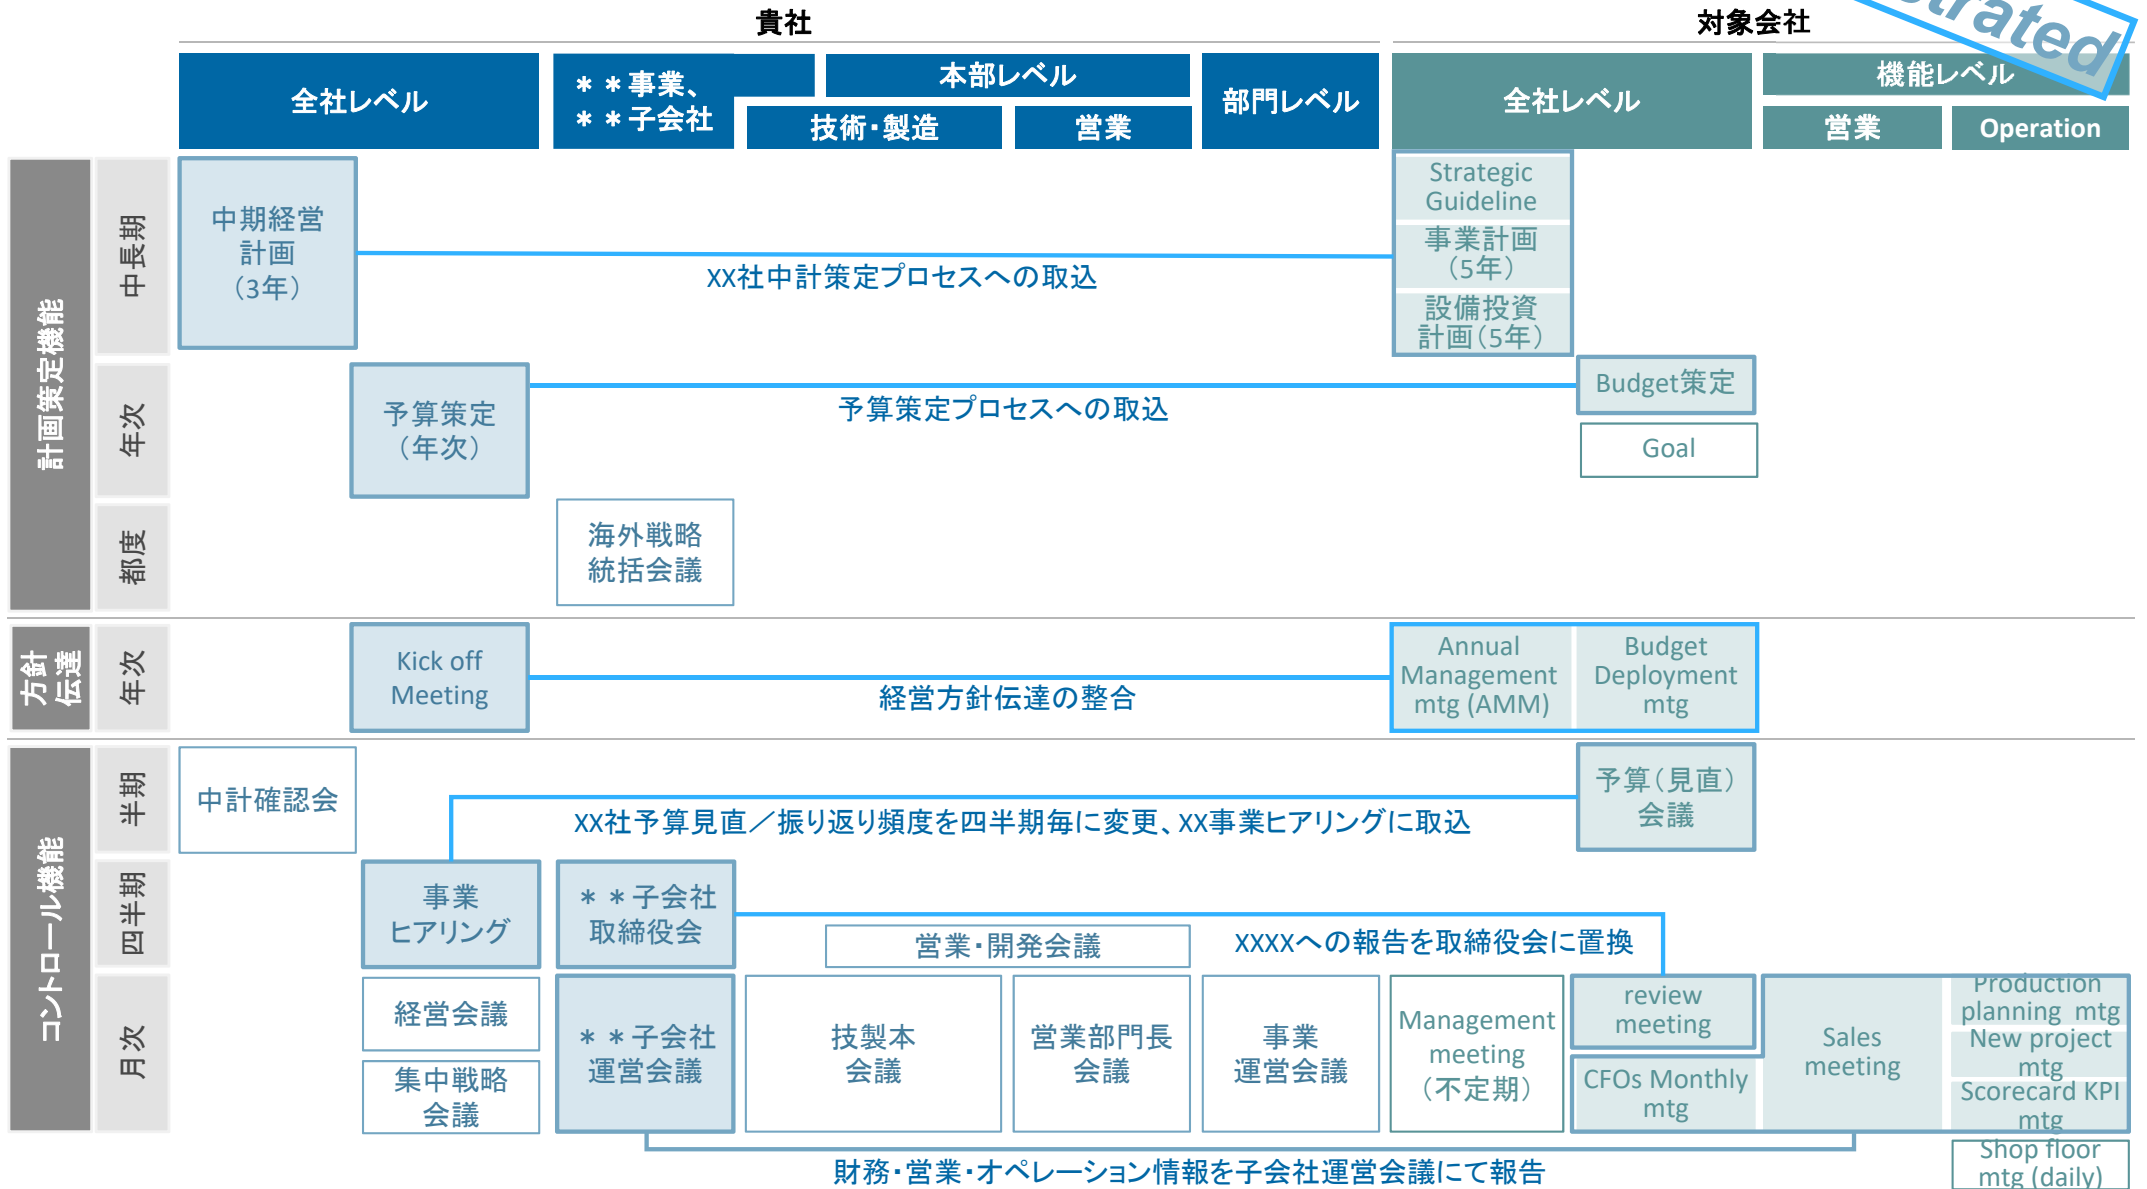 貴社
対象会社
全社レベル
＊＊事業、
＊＊子会社
本部レベル
技術・製造
営業
部門レベル
全社レベル
機能レベル
営業
Operation
計画策定機能
中長期
中期経営
計画
（3年）
XX社中計策定プロセスへの取込
Strategic
Guideline
事業計画
（5年）
設備投資
計画（5年）
年次
予算策定
（年次）
予算策定プロセスへの取込
Budget策定
Goal
都度
海外戦略
統括会議
方針
伝達
年次
Kick off
Meeting
経営方針伝達の整合
Annual
Management
mtg (AMM)
Budget
Deployment
mtg
コントロール機能
半期
中計確認会
XX社予算見直／振り返り頻度を四半期毎に変更、XX事業ヒアリングに取込
予算（見直）
会議
四半期
事業
ヒアリング
＊＊子会社
取締役会
営業・開発会議
XXXXへの報告を取締役会に置換
月次
経営会議
集中戦略
会議
＊＊子会社
運営会議
技製本
会議
営業部門長
会議
事業
運営会議
Management
meeting
（不定期）
review
meeting
CFOs Monthly
mtg
Sales
meeting
Production
planning mtg
New project
mtg
Scorecard KPI
mtg
Shop floor
mtg (daily)
財務・営業・オペレーション情報を子会社運営会議にて報告